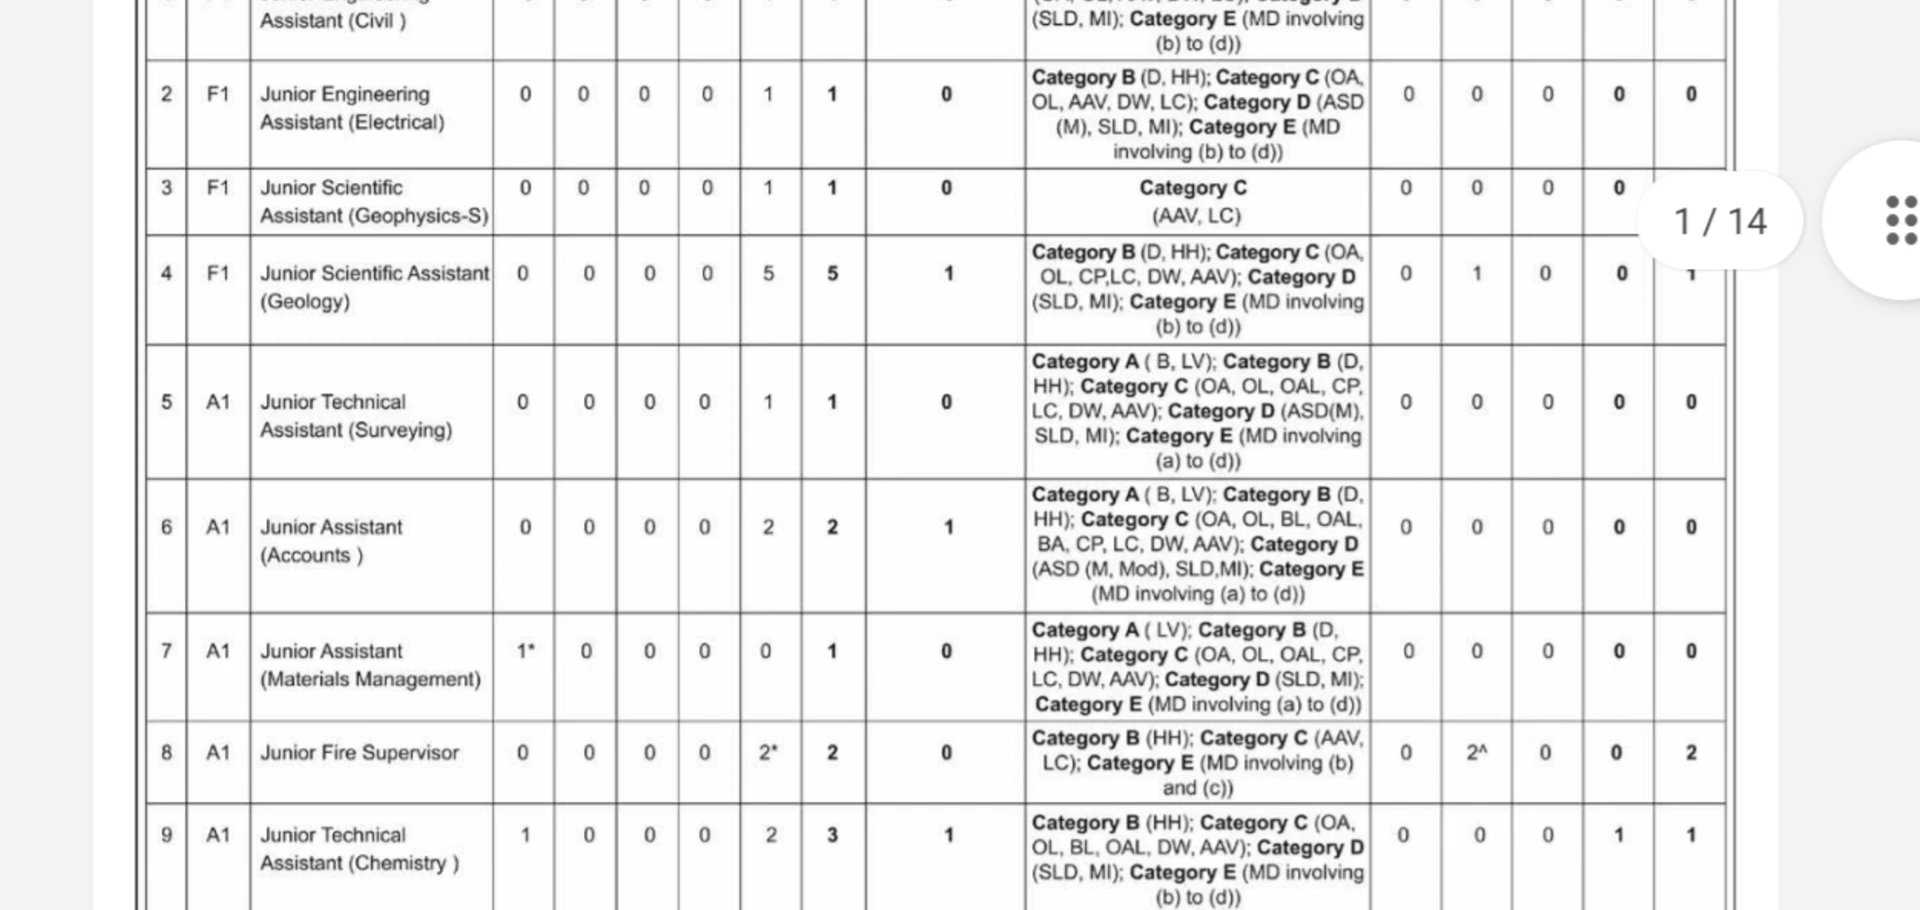 Assistant (Civil )
(SLD, MI); Category E (MD involving
(b) to (d))
2 F1 Junior Engineering Assistant (Electrical) 0 0 0 0 1 1 0
Category B (D, HH); Category C (OA,
OL, AAV, DW, LC); Category D (ASD
(M), SLD, MI); Category E (MD
involving (b) to (d))
0 0 0 0 0
3 F1 Junior Scientific Assistant (Geophysics-S) 0 0 0 0 1 1 0
Category C
(AAV, LC)
0 0 0 0
1 / 14
4 F1 Junior Scientific Assistant (Geology) 0 0 0 0 5 5 1
Category B (D, HH); Category C (OA,
OL, CP,LC, DW, AAV); Category D
(SLD, MI); Category E (MD involving
(b) to (d))
0 1 0 0 1
5 A1 Junior Technical Assistant (Surveying) 0 0 0 0 1 1 0
Category A ( B, LV); Category B (D,
HH); Category C (OA, OL, OAL, CP,
LC, DW, AAV); Category D (ASD(M),
SLD, MI); Category E (MD involving
(a) to (d))
0 0 0 0 0
6 A1 Junior Assistant (Accounts ) 0 0 0 0 2 2 1
Category A ( B, LV); Category B (D,
HH); Category C (OA, OL, BL, OAL,
BA, CP, LC, DW, AAV); Category D
(ASD (M, Mod), SLD,MI); Category E
(MD involving (a) to (d))
0 0 0 0 0
7 A1 Junior Assistant (Materials Management) 1* 0 0 0 0 1 0
Category A ( LV); Category B (D,
HH); Category C (OA, OL, OAL, CP,
LC, DW, AAV); Category D (SLD, MI);
Category E (MD involving (a) to (d))
0 0 0 0 0
8 A1 Junior Fire Supervisor 0 0 0 0 2* 2 0
Category B (HH); Category C (AAV,
LC); Category E (MD involving (b)
and (c))
0 2^ 0 0 2
9 A1 Junior Technical Assistant (Chemistry ) 1 0 0 0 2 3 1
Category B (HH); Category C (OA,
OL, BL, OAL, DW, AAV); Category D
(SLD, MI); Category E (MD involving
(b) to (d))
0 0 0 1 1